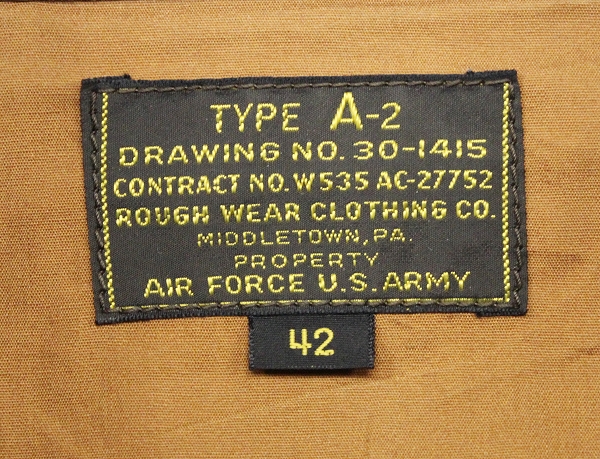 TYPE A-2
DRAWING NO. 30-1415
CONTRACT NO. W535 AC-27752
ROUGH WEAR CLOTHING CO.
MIDDLETOWN, PA.
PROPERTY
AIR FORCE U.S. ARMY
42